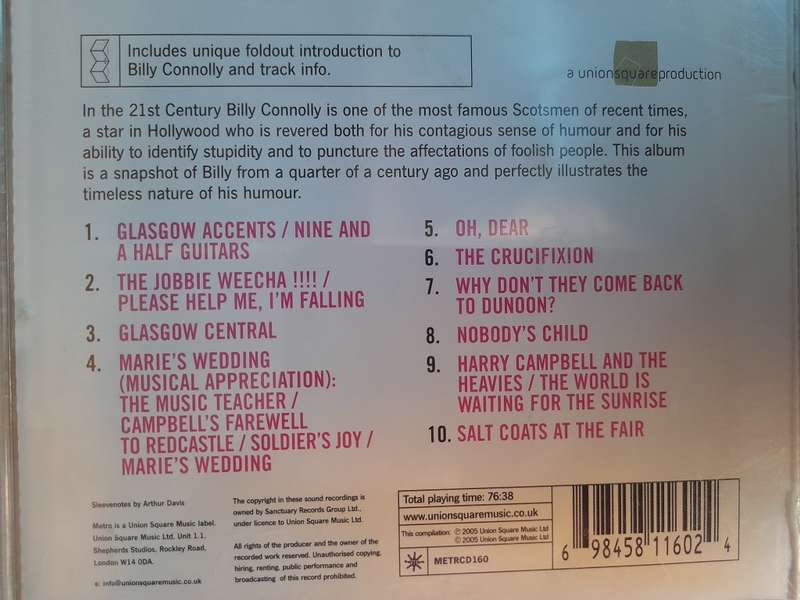 Includes unique foldout introduction to
Billy Connolly and track info.
a unionsquareproduction
In the 21st Century Billy Connolly is one of the most famous Scotsmen of recent times,
a star in Hollywood who is revered both for his contagious sense of humour and for his
ability to identify stupidity and to puncture the affectations of foolish people. This album
is a snapshot of Billy from a quarter of a century ago and perfectly illustrates the
timeless nature of his humour.
1. GLASGOW ACCENTS / NINE AND
A HALF GUITARS
2. THE JOBBIE WEECHA !!!! /
PLEASE HELP ME, I'M FALLING
3. GLASGOW CENTRAL
4. MARIE'S WEDDING
(MUSICAL APPRECIATION):
THE MUSIC TEACHER /
CAMPBELL'S FAREWELL
TO REDCASTLE / SOLDIER'S JOY /
MARIE'S WEDDING
5. OH, DEAR
6. THE CRUCIFIXION
7. WHY DON'T THEY COME BACK
TO DUNOON?
8. NOBODY'S CHILD
9. HARRY CAMPBELL AND THE
HEAVIES / THE WORLD IS
WAITING FOR THE SUNRISE
10. SALT COATS AT THE FAIR
Sleevenotes by Arthur Davis
Metro is a Union Square Music label.
Union Square Music Ltd, Unit 1.1,
Shepherds Studios, Rockley Road,
London W14 0DA.
e: info@unionsquaremusic.co.uk
The copyright in these sound recordings is
owned by Sanctuary Records Group Ltd.,
under licence to Union Square Music Ltd.
All rights of the producer and the owner of the
recorded work reserved. Unauthorised copying,
hiring, renting, public performance and
broadcasting of this record prohibited.
Total playing time: 76:38
www.unionsquaremusic.co.uk
This compilation: ℗ 2005 Union Square Music Ltd
© 2005 Union Square Music Ltd
METRCD160
6 98458 11602 4